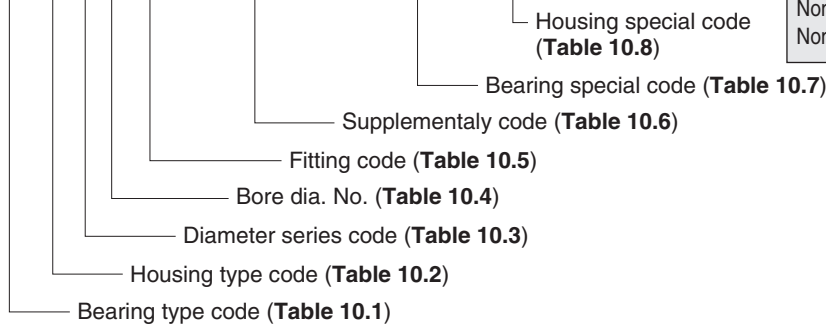 Nor
Nor
Housing special code
(Table 10.8)
Bearing special code (Table 10.7)
Supplementaly code (Table 10.6)
Fitting code (Table 10.5)
Bore dia. No. (Table 10.4)
Diameter series code (Table 10.3)
Housing type code (Table 10.2)
Bearing type code (Table 10.1)